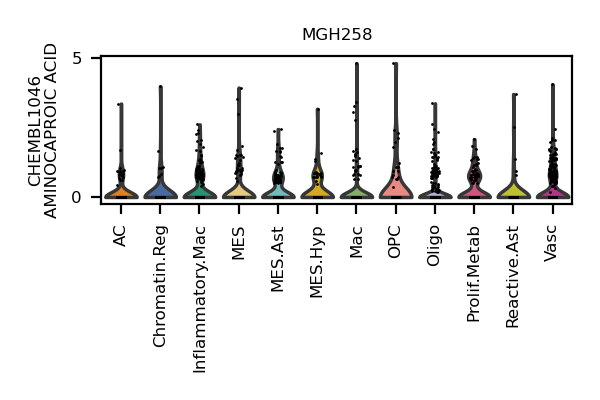 MGH258
CHEMBL1046
AMINOCAPROIC ACID
5
0
AC
Chromatin.Reg
Inflammatory.Mac
MES
MES.Ast
MES.Hyp
Mac
OPC
Oligo
Prolif.Metab
Reactive.Ast
Vasc